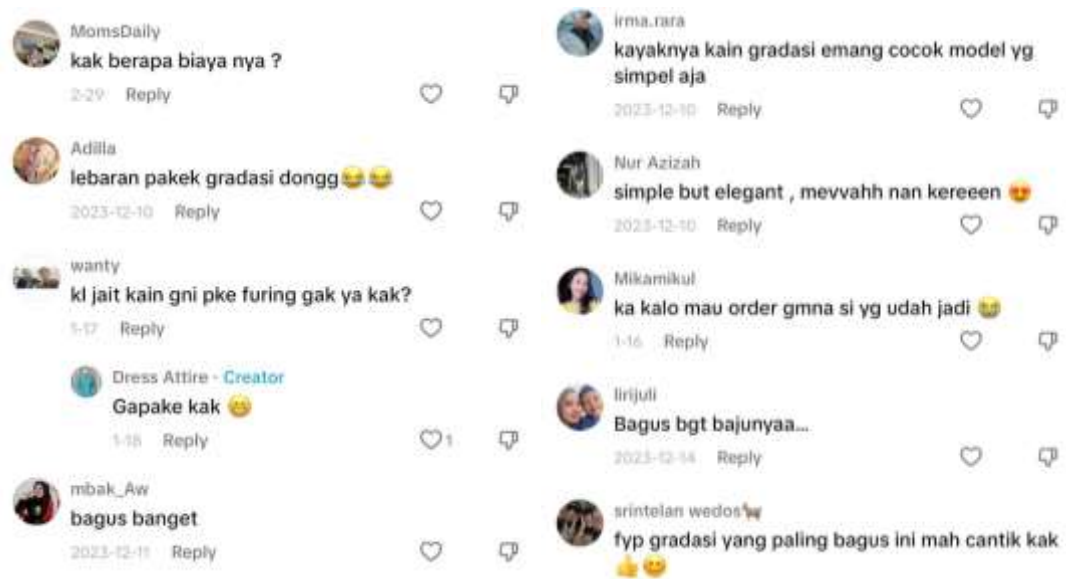 MomsDaily
kak berapa biaya nya ?
2-29 Reply
Adilla
lebaran pakek gradasi dongg😂😂
2023-12-10 Reply
wanty
kl jait kain gni pke furing gak ya kak?
1-17 Reply
Dress Attire · Creator
Gapake kak 😁
1-18 Reply
1
mbak_Aw
bagus banget
2023-12-11 Reply
irma.rara
kayaknya kain gradasi emang cocok model yg
simpel aja
2023-12-10 Reply
Nur Azizah
simple but elegant , mevvahh nan kereeen 😍
2023-12-10 Reply
Mikamikul
ka kalo mau order gmna si yg udah jadi 😭
1-16 Reply
lirijuli
Bagus bgt bajunyaa...
2023-12-14 Reply
srintelan wedos🐐
fyp gradasi yang paling bagus ini mah cantik kak
👍😊